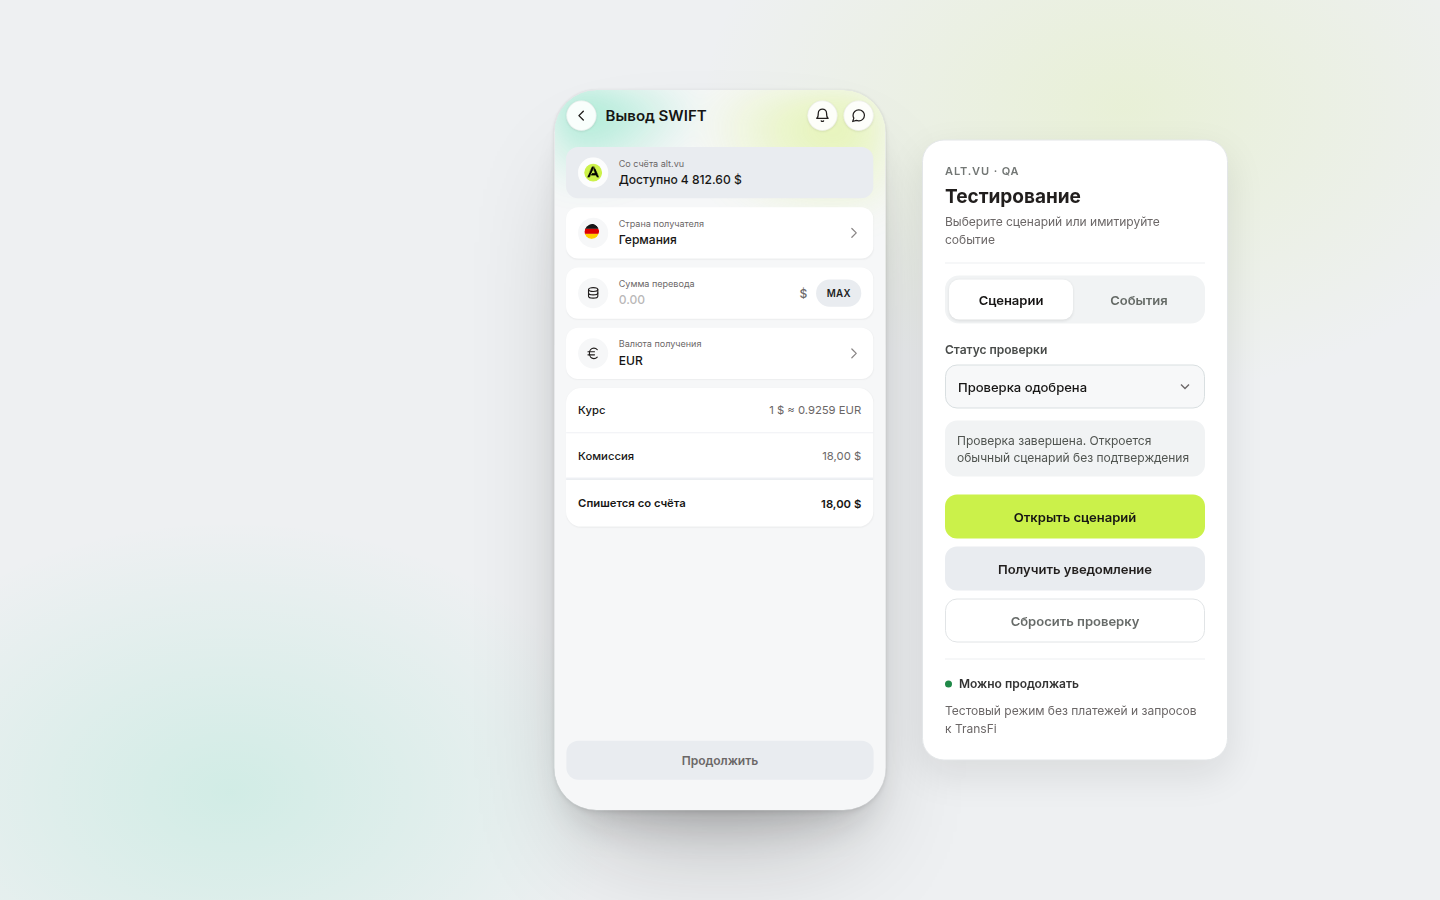 Вывод SWIFT
Со счёта alt.vu
Доступно 4 812.60 $
Страна получателя
Германия
Сумма перевода
0.00
$
MAX
Валюта получения
EUR
Курс
1 $ ≈ 0.9259 EUR
Комиссия
18,00 $
Спишется со счёта
18,00 $
Продолжить
ALT.VU · QA
Тестирование
Выберите сценарий или имитируйте
событие
Сценарии
События
Статус проверки
Проверка одобрена
Проверка завершена. Откроется
обычный сценарий без подтверждения
Открыть сценарий
Получить уведомление
Сбросить проверку
Можно продолжать
Тестовый режим без платежей и запросов
к TransFi